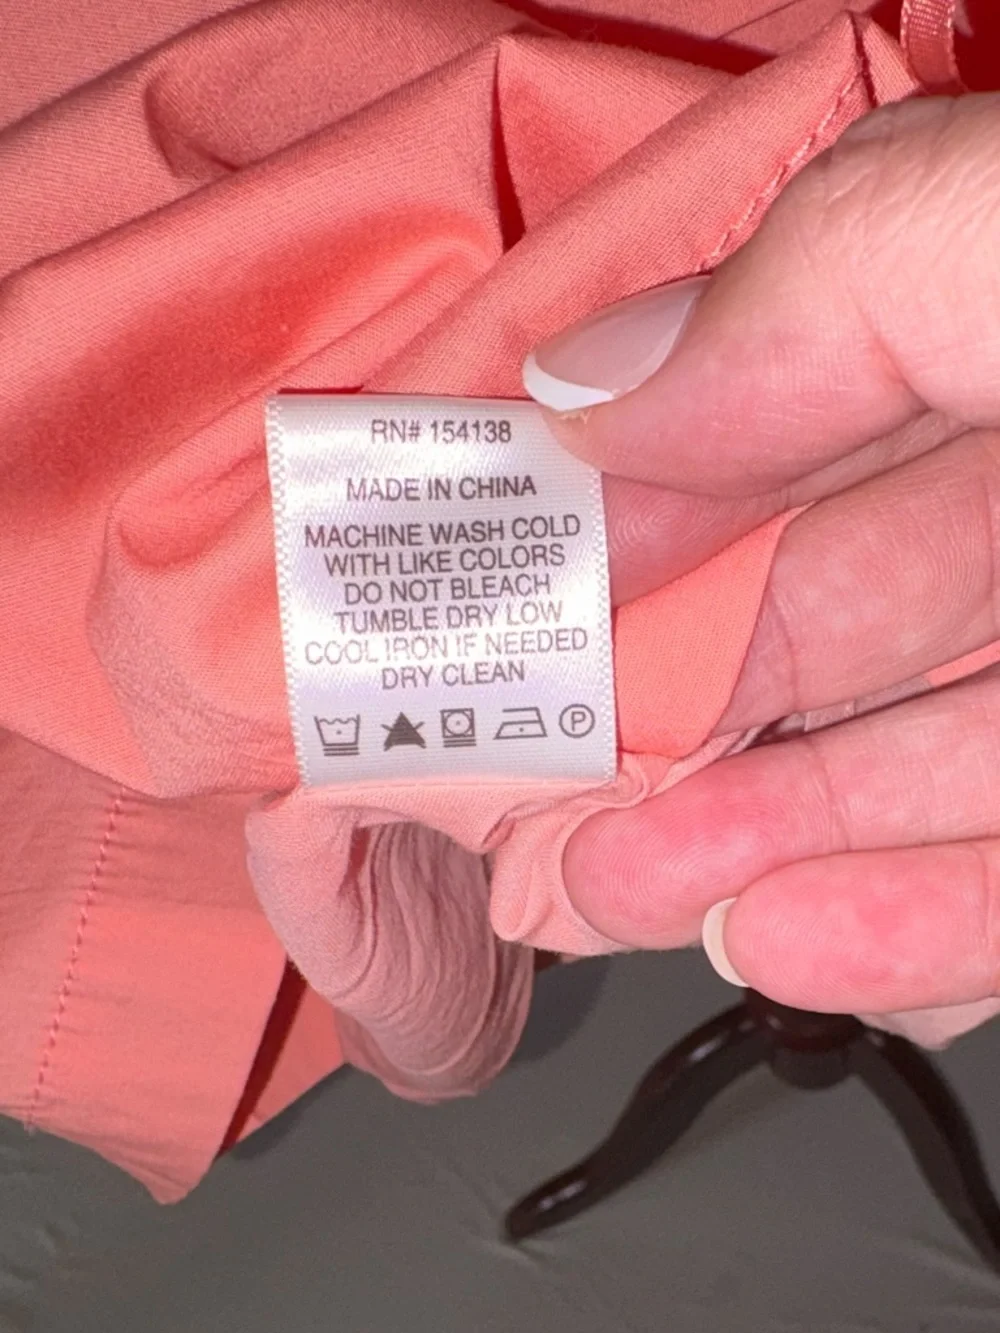 RN# 154138
MADE IN CHINA
MACHINE WASH COLD
WITH LIKE COLORS
DO NOT BLEACH
TUMBLE DRY LOW
COOL IRON IF NEEDED
DRY CLEAN
P